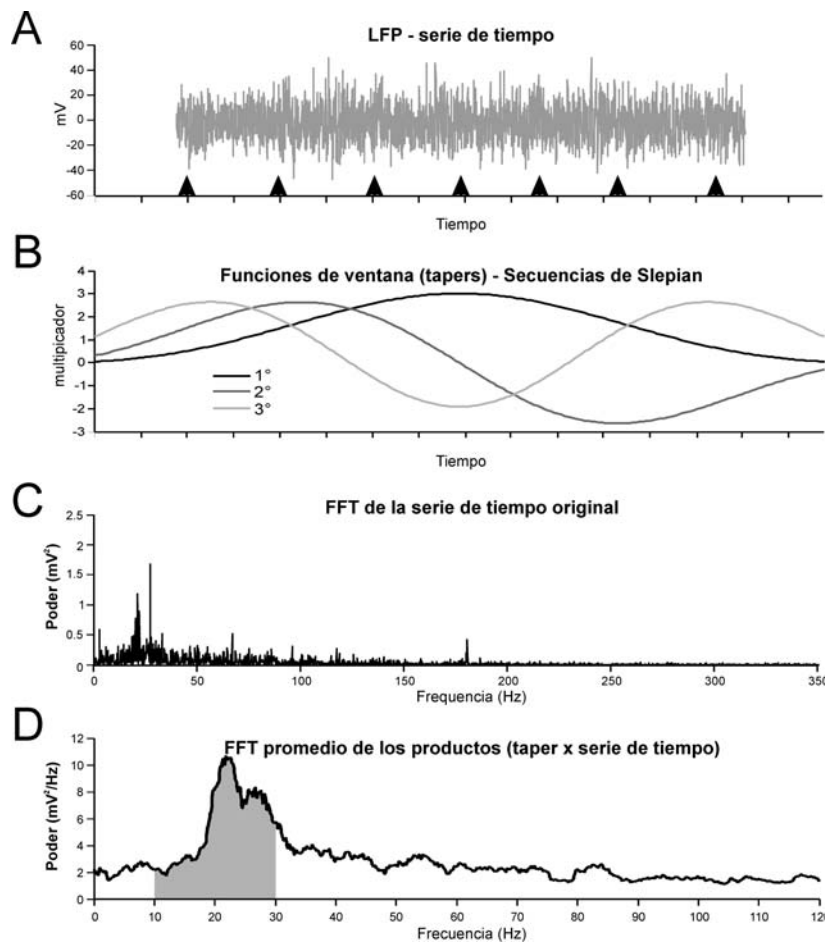 A
LFP - serie de tiempo
60
40
20
0
-20
-40
-60
mV
Tiempo
B
Funciones de ventana (tapers) - Secuencias de Slepian
4
3
2
1
0
-1
-2
-3
multipicador
1°
2°
3°
Tiempo
C
FFT de la serie de tiempo original
2.5
2
1.5
1
0.5
0
Poder (mV²)
0 50 100 150 200 250 300 350
Frequencia (Hz)
D
FFT promedio de los productos (taper x serie de tiempo)
12
10
8
6
4
2
0
Poder (mV²/Hz)
0 10 20 30 40 50 60 70 80 90 100 110 120
Frecuencia (Hz)